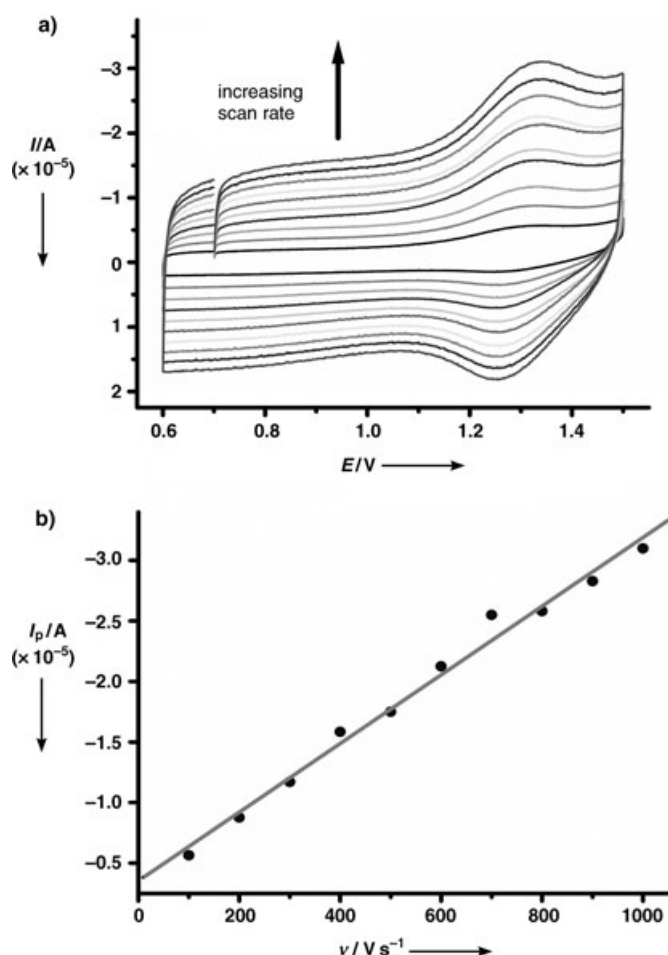 a)
increasing
scan rate
I/A
(× 10⁻⁵)
–3
–2
–1
0
1
2
0.6 0.8 1.0 1.2 1.4
E/V
b)
Iₚ/A
(× 10⁻⁵)
–3.0
–2.5
–2.0
–1.5
–1.0
–0.5
0 200 400 600 800 1000
ν / V s⁻¹